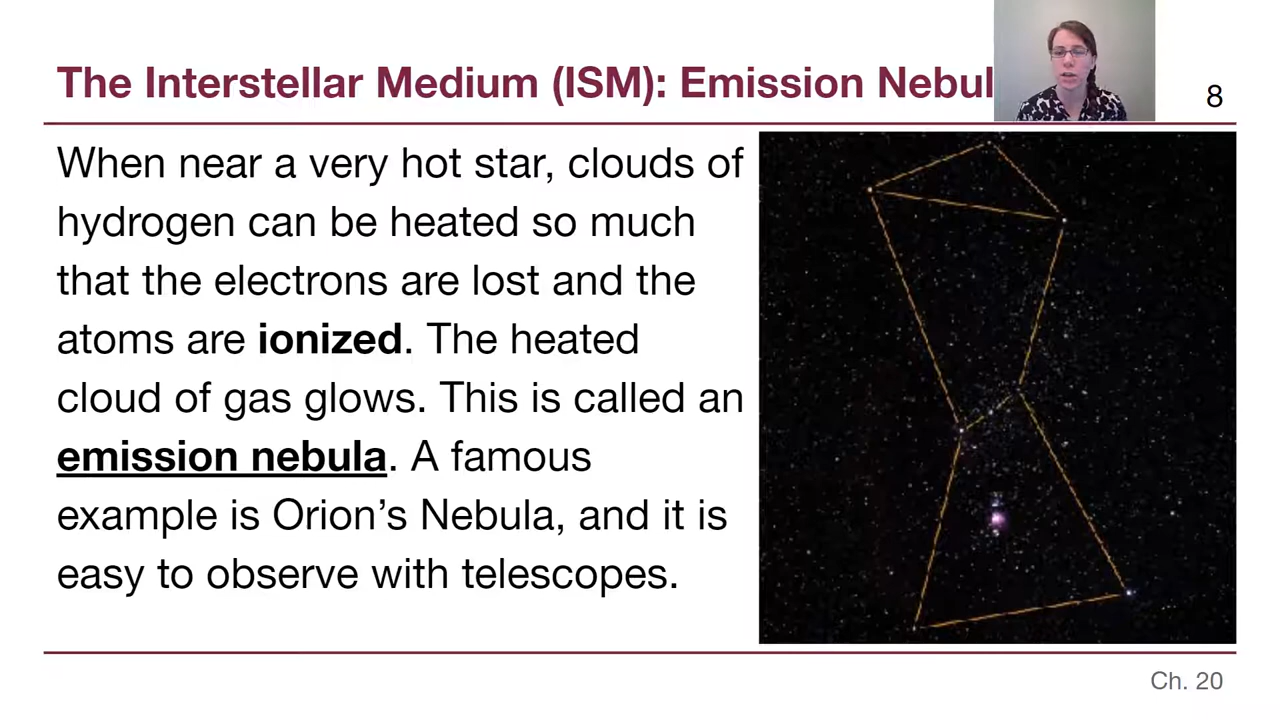 The Interstellar Medium (ISM): Emission Nebul
8
When near a very hot star, clouds of
hydrogen can be heated so much
that the electrons are lost and the
atoms are ionized. The heated
cloud of gas glows. This is called an
emission nebula. A famous
example is Orion’s Nebula, and it is
easy to observe with telescopes.
Ch. 20